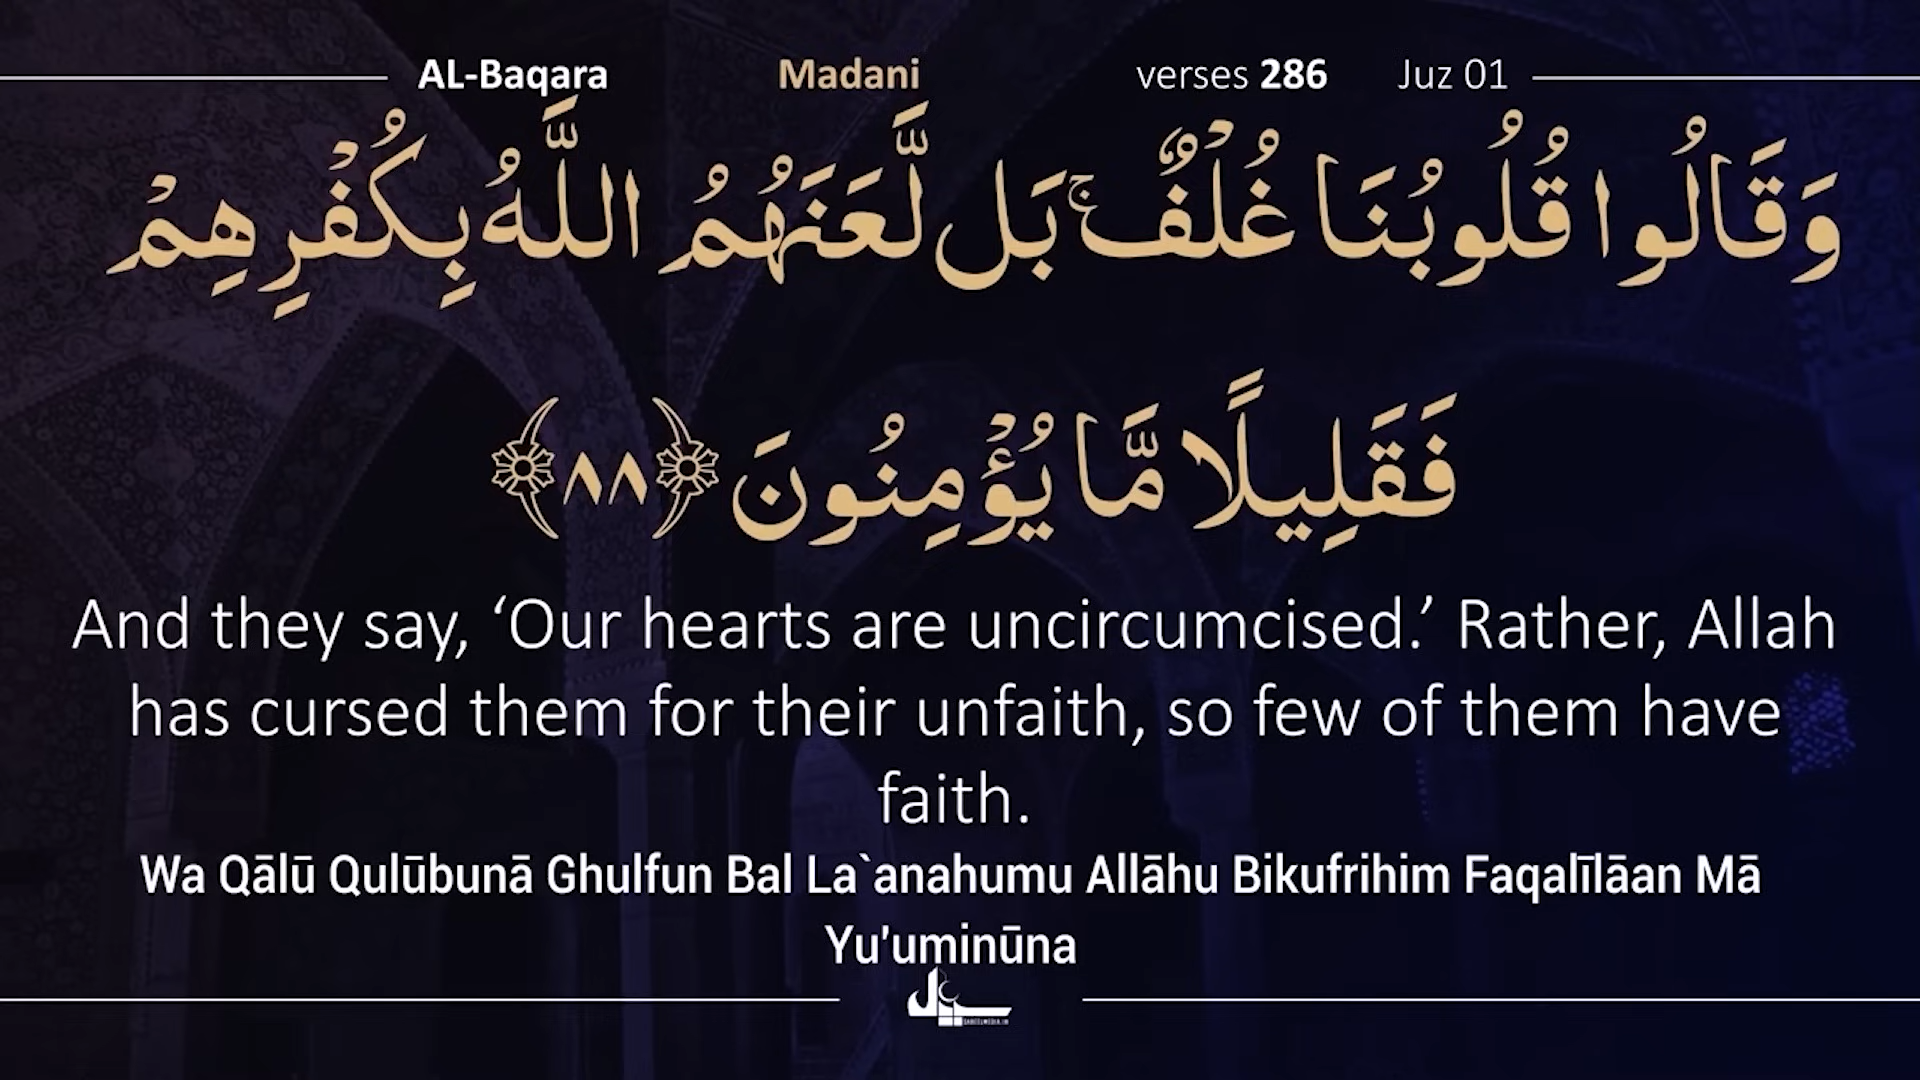 AL-Baqara Madani verses 286 Juz 01
وَقَالُوا قُلُوبُنَا غُلْفٌ ۚ بَل لَّعَنَهُمُ اللَّهُ بِكُفْرِهِمْ
فَقَلِيلًا مَّا يُؤْمِنُونَ ﴿٨٨﴾
And they say, ‘Our hearts are uncircumcised.’ Rather, Allah
has cursed them for their unfaith, so few of them have
faith.
Wa Qālū Qulūbunā Ghulfun Bal La`anahumu Allāhu Bikufrihim Faqalīlāan Mā
Yu'uminūna